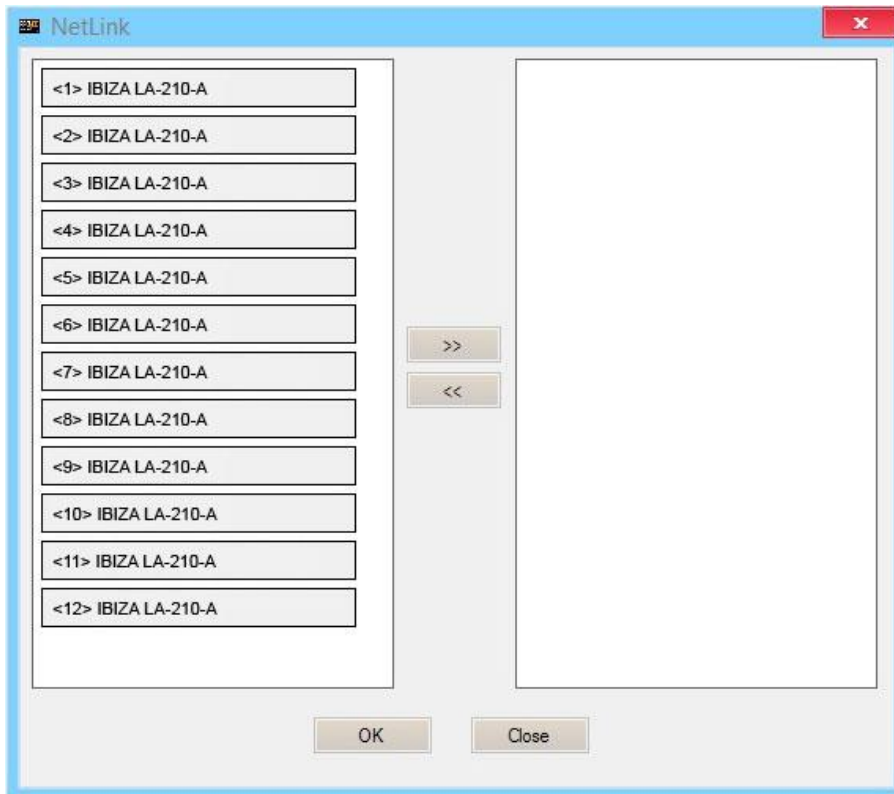 NetLink
x
<1> IBIZA LA-210-A
<2> IBIZA LA-210-A
<3> IBIZA LA-210-A
<4> IBIZA LA-210-A
<5> IBIZA LA-210-A
<6> IBIZA LA-210-A
<7> IBIZA LA-210-A
<8> IBIZA LA-210-A
<9> IBIZA LA-210-A
<10> IBIZA LA-210-A
<11> IBIZA LA-210-A
<12> IBIZA LA-210-A
>>
<<
OK
Close